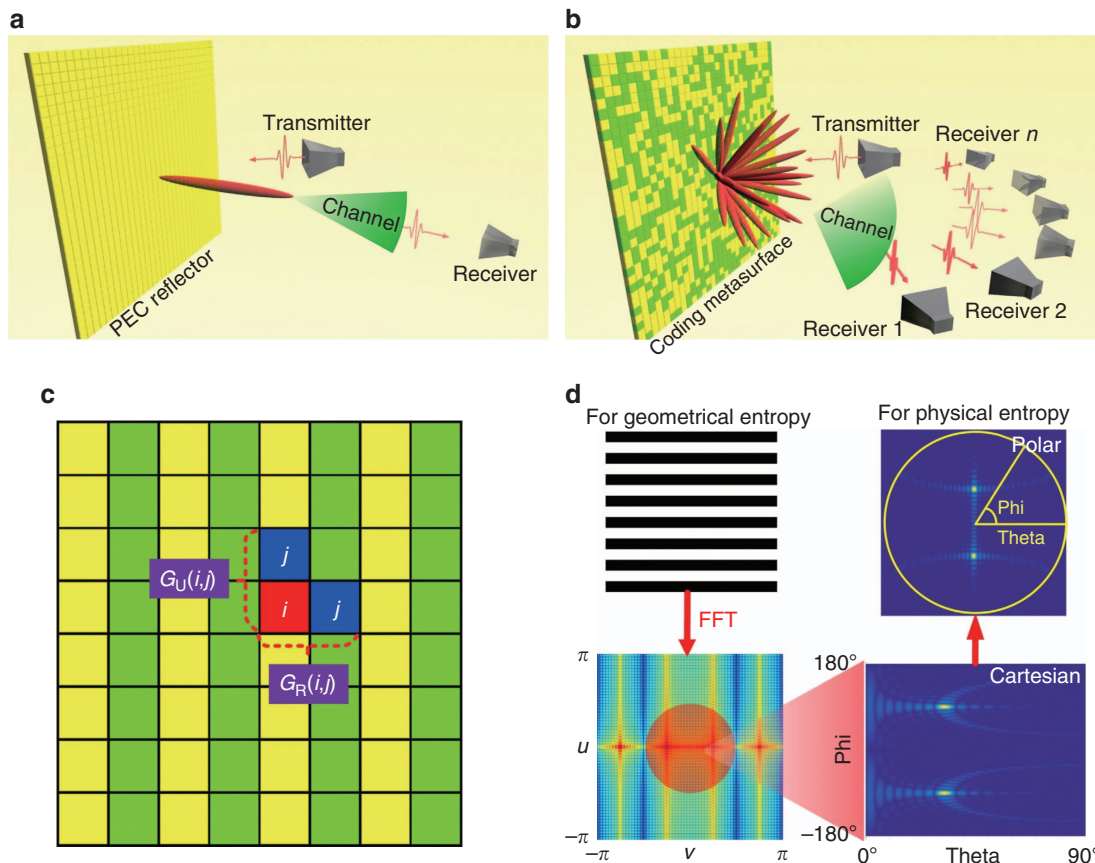 a
Transmitter
Channel
Receiver
PEC reflector
b
Transmitter
Receiver n
Channel
Coding metasurface
Receiver 1
Receiver 2
c
j
G_U(i,j)
i
j
G_R(i,j)
d
For geometrical entropy
For physical entropy
Polar
Phi
Theta
FFT
π
u
−π
−π
v
π
180°
Cartesian
Phi
−180°
0°
Theta
90°